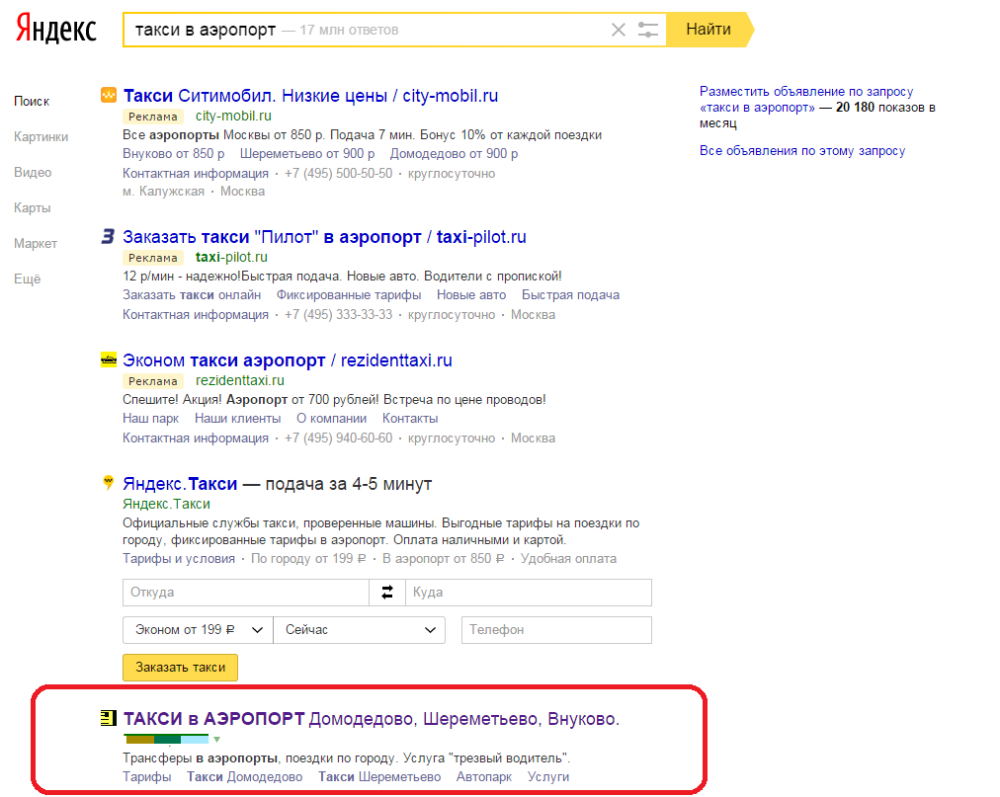 Яндекс
такси в аэропорт — 17 млн ответов
Найти
Поиск
Картинки
Видео
Карты
Маркет
Ещё
Такси Ситимобил. Низкие цены / city-mobil.ru
Реклама city-mobil.ru
Все аэропорты Москвы от 850 р. Подача 7 мин. Бонус 10% от каждой поездки
Внуково от 850 р Шереметьево от 900 р Домодедово от 900 р
Контактная информация · +7 (495) 500-50-50 · круглосуточно
м. Калужская · Москва
Заказать такси "Пилот" в аэропорт / taxi-pilot.ru
Реклама taxi-pilot.ru
12 р/мин - надежно!Быстрая подача. Новые авто. Водители с пропиской!
Заказать такси онлайн Фиксированные тарифы Новые авто Быстрая подача
Контактная информация · +7 (495) 333-33-33 · круглосуточно · Москва
Эконом такси аэропорт / rezidenttaxi.ru
Реклама rezidenttaxi.ru
Спешите! Акция! Аэропорт от 700 рублей! Встреча по цене проводов!
Наш парк Наши клиенты О компании Контакты
Контактная информация · +7 (495) 940-60-60 · круглосуточно · Москва
Яндекс.Такси — подача за 4-5 минут
Яндекс.Такси
Официальные службы такси, проверенные машины. Выгодные тарифы на поездки по
городу, фиксированные тарифы в аэропорт. Оплата наличными и картой.
Тарифы и условия · По городу от 199 ₽ · В аэропорт от 850 ₽ · Удобная оплата
Откуда
Куда
Эконом от 199 ₽
Сейчас
Телефон
Заказать такси
ТАКСИ в АЭРОПОРТ Домодедово, Шереметьево, Внуково.
Трансферы в аэропорты, поездки по городу. Услуга "трезвый водитель".
Тарифы Такси Домодедово Такси Шереметьево Автопарк Услуги
Разместить объявление по запросу
«такси в аэропорт» — 20 180 показов в
месяц
Все объявления по этому запросу